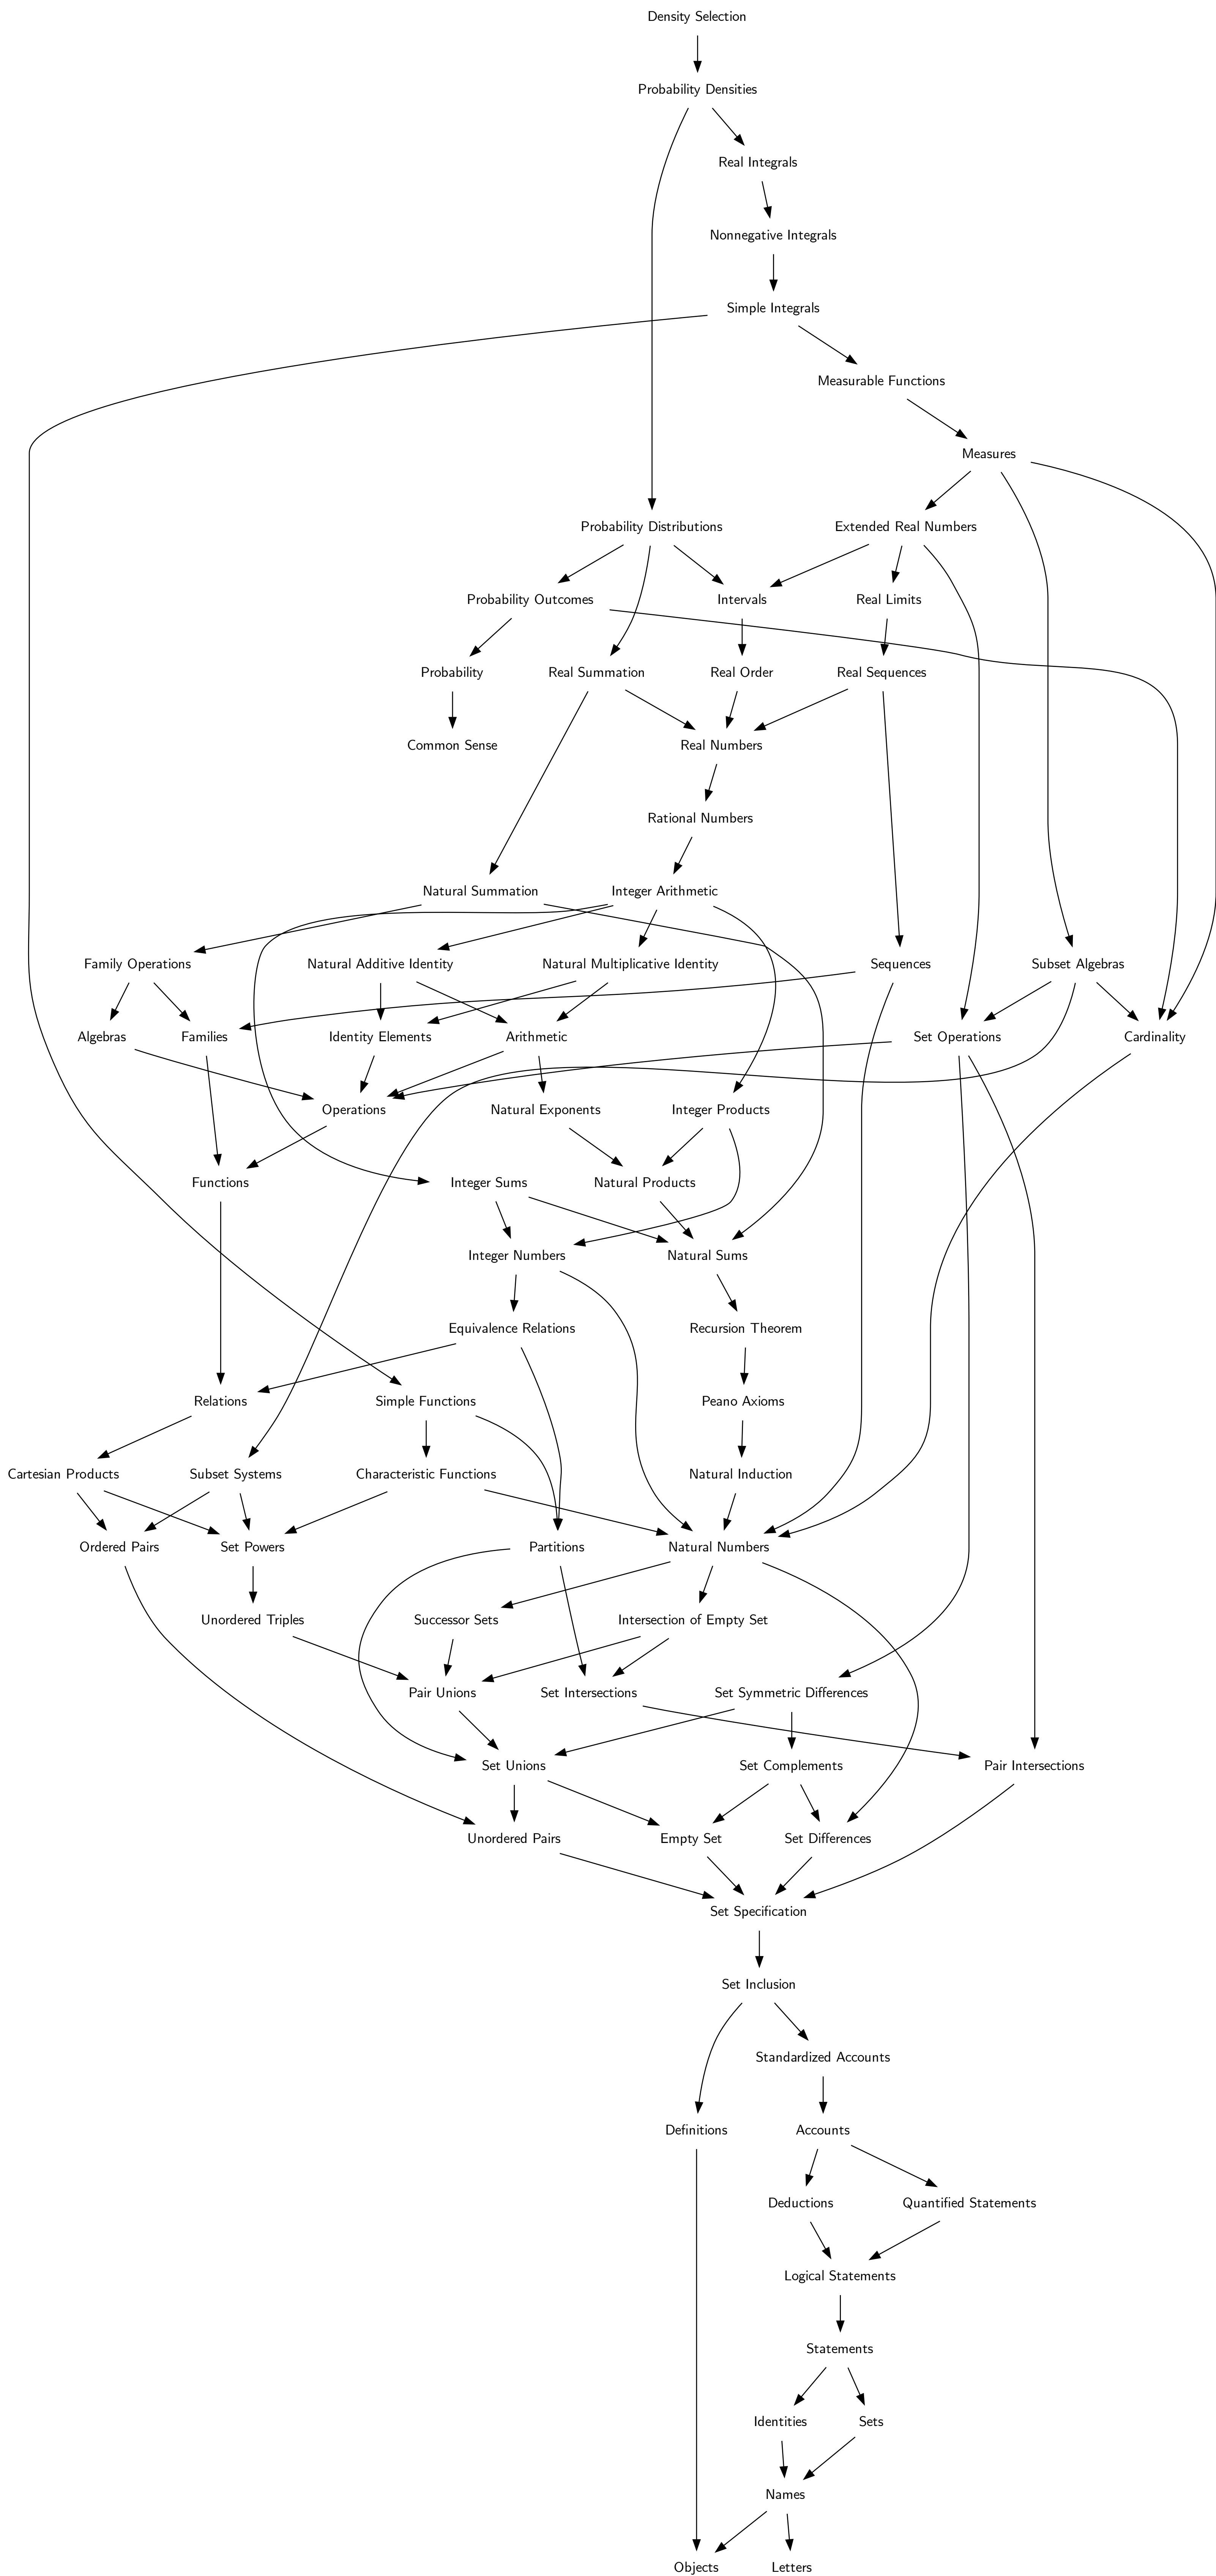 Density Selection
Probability Densities
Real Integrals
Nonnegative Integrals
Simple Integrals
Measurable Functions
Measures
Probability Distributions
Extended Real Numbers
Probability Outcomes
Intervals
Real Limits
Probability
Real Summation
Real Order
Real Sequences
Common Sense
Real Numbers
Rational Numbers
Natural Summation
Integer Arithmetic
Family Operations
Natural Additive Identity
Natural Multiplicative Identity
Sequences
Subset Algebras
Algebras
Families
Identity Elements
Arithmetic
Set Operations
Cardinality
Operations
Natural Exponents
Integer Products
Functions
Integer Sums
Natural Products
Integer Numbers
Natural Sums
Equivalence Relations
Recursion Theorem
Relations
Simple Functions
Peano Axioms
Cartesian Products
Subset Systems
Characteristic Functions
Natural Induction
Ordered Pairs
Set Powers
Partitions
Natural Numbers
Unordered Triples
Successor Sets
Intersection of Empty Set
Pair Unions
Set Intersections
Set Symmetric Differences
Set Unions
Set Complements
Pair Intersections
Unordered Pairs
Empty Set
Set Differences
Set Specification
Set Inclusion
Standardized Accounts
Definitions
Accounts
Deductions
Quantified Statements
Logical Statements
Statements
Identities
Sets
Names
Objects
Letters